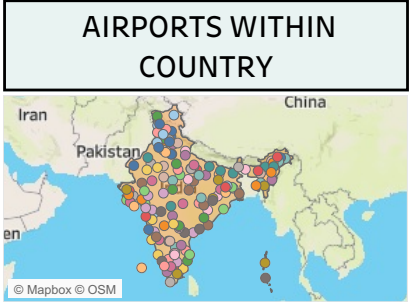 AIRPORTS WITHIN
COUNTRY
China
Iran
Pakistan
en
© Mapbox © OSM